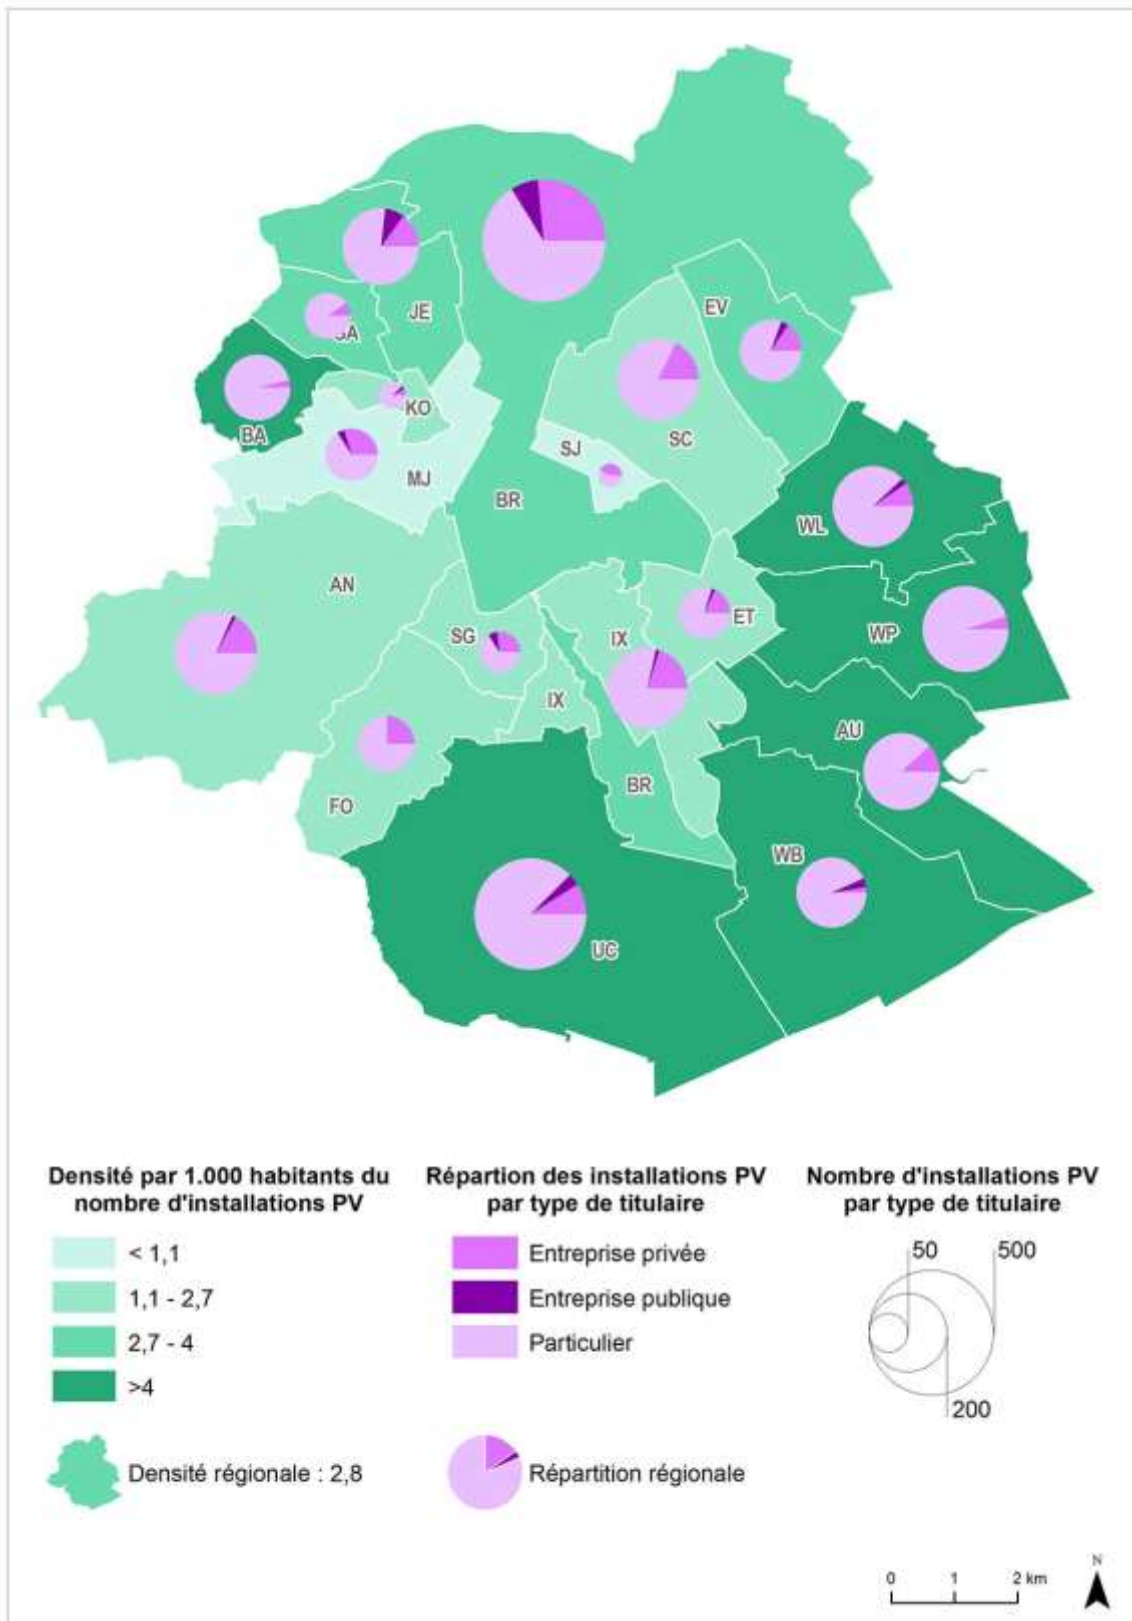 JE
EV
GA
KO
BA
SC
SJ
MJ
BR
WL
AN
SG
IX
ET
WP
IX
AU
BR
FO
WB
UC
Densité par 1.000 habitants du
nombre d'installations PV
< 1,1
1,1 - 2,7
2,7 - 4
>4
Densité régionale : 2,8
Répartion des installations PV
par type de titulaire
Entreprise privée
Entreprise publique
Particulier
Répartition régionale
Nombre d'installations PV
par type de titulaire
50
500
200
0 1 2 km
N